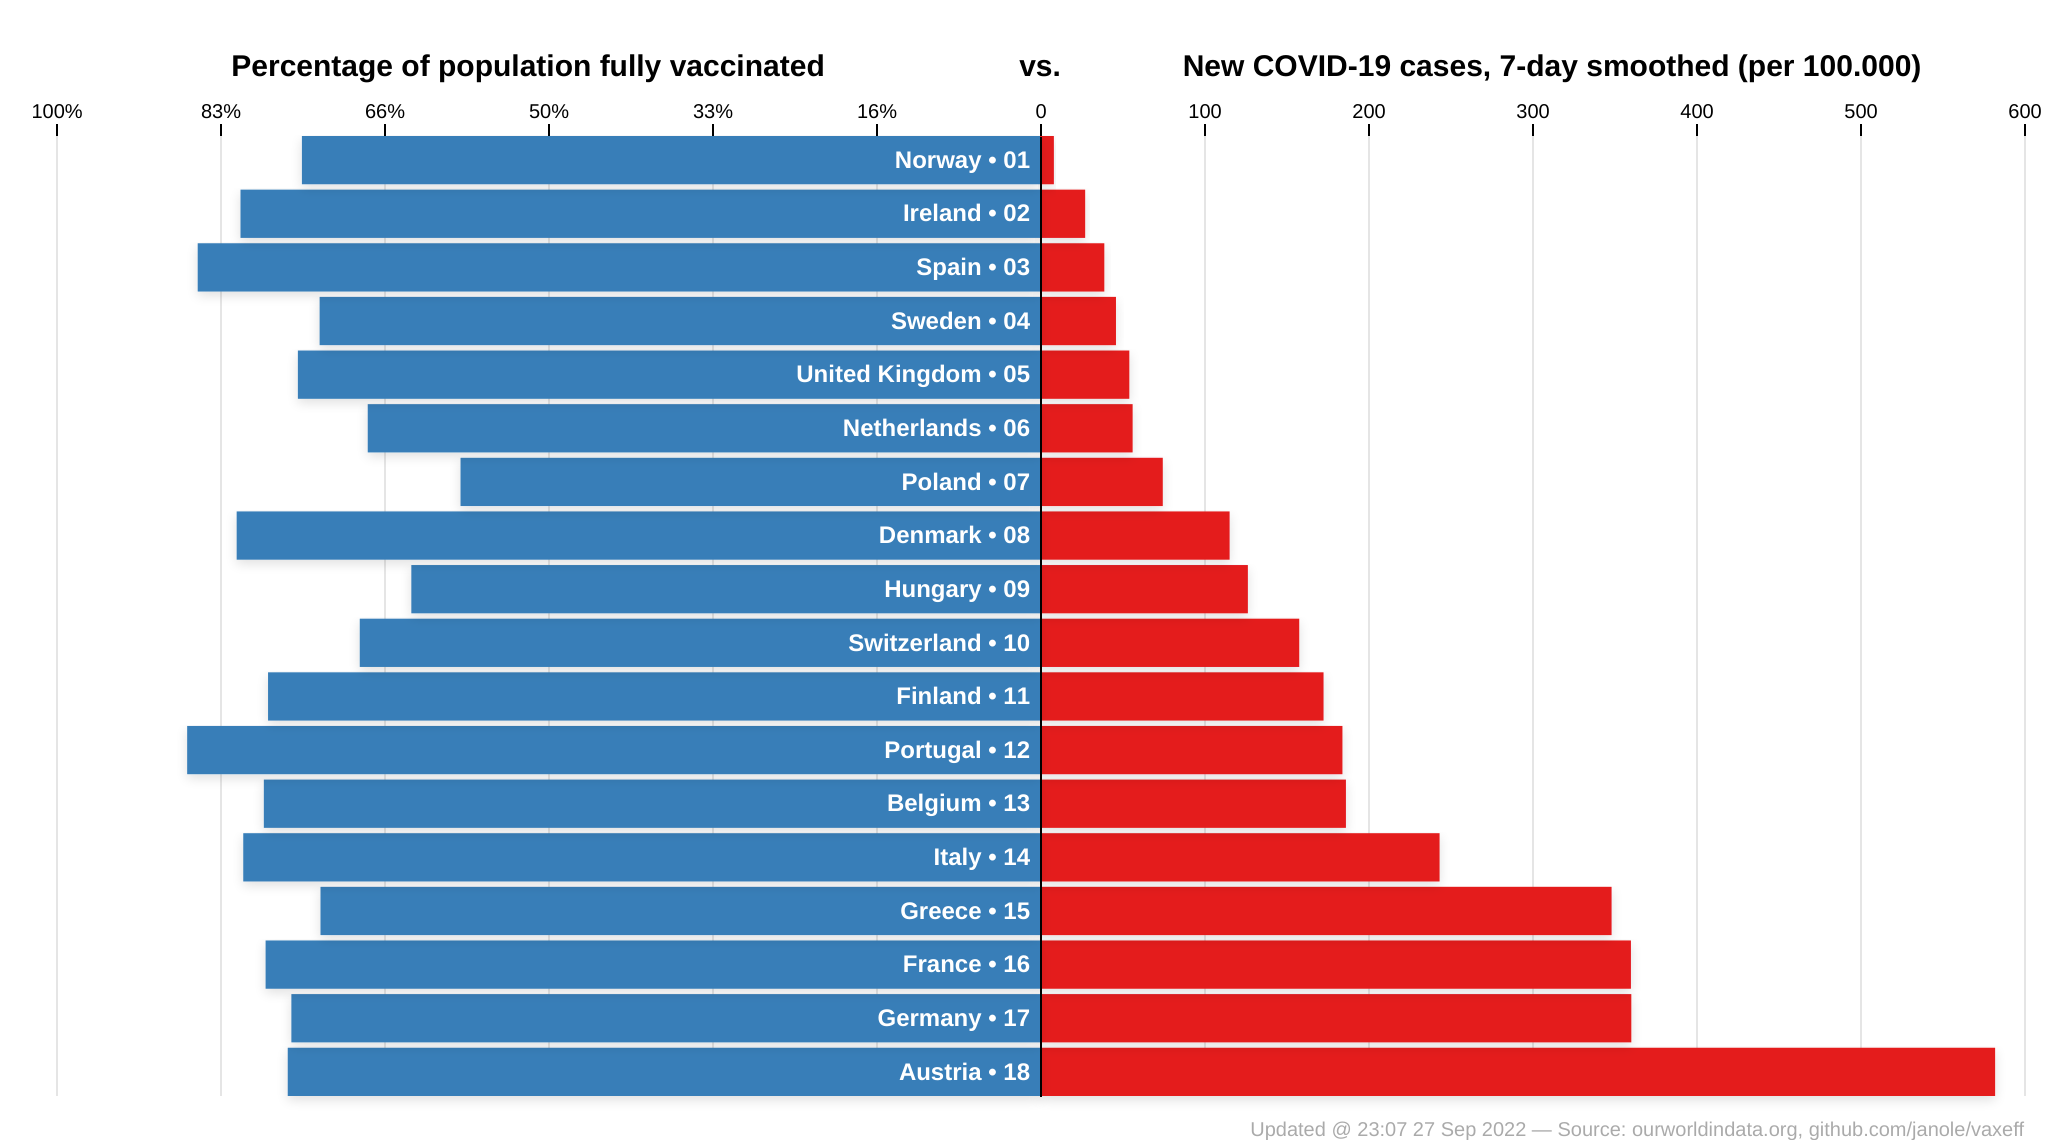 Percentage of population fully vaccinated vs. New COVID-19 cases, 7-day smoothed (per 100.000)
100% 83% 66% 50% 33% 16% 0 100 200 300 400 500 600
Norway • 01
Ireland • 02
Spain • 03
Sweden • 04
United Kingdom • 05
Netherlands • 06
Poland • 07
Denmark • 08
Hungary • 09
Switzerland • 10
Finland • 11
Portugal • 12
Belgium • 13
Italy • 14
Greece • 15
France • 16
Germany • 17
Austria • 18
Updated @ 23:07 27 Sep 2022 — Source: ourworldindata.org, github.com/janole/vaxeff